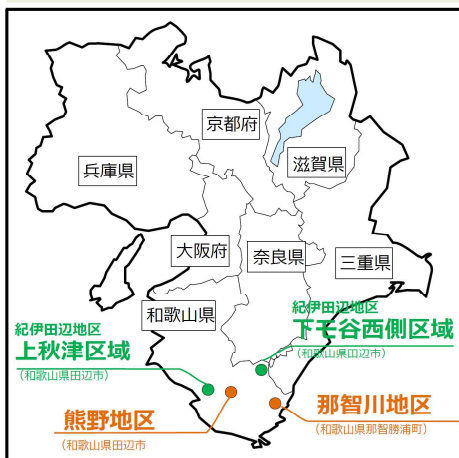 京都府
滋賀県
兵庫県
大阪府
奈良県
三重県
和歌山県
紀伊田辺地区
上秋津区域
(和歌山県田辺市)
紀伊田辺地区
下モ谷西側区域
(和歌山県田辺市)
熊野地区
(和歌山県田辺市
那智川地区
(和歌山県那智勝浦町)